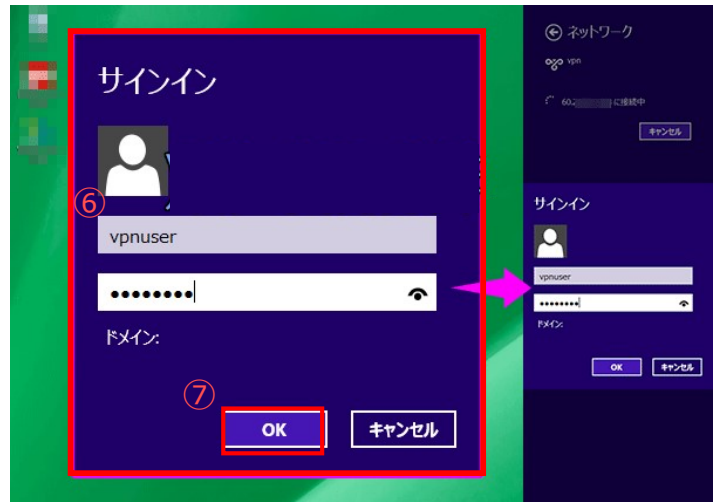 サインイン
⑥
vpnuser
ドメイン:
⑦
OK
キャンセル
ネットワーク
vpn
60.2
に接続中
キャンセル
サインイン
vpnuser
ドメイン:
OK
キャンセル